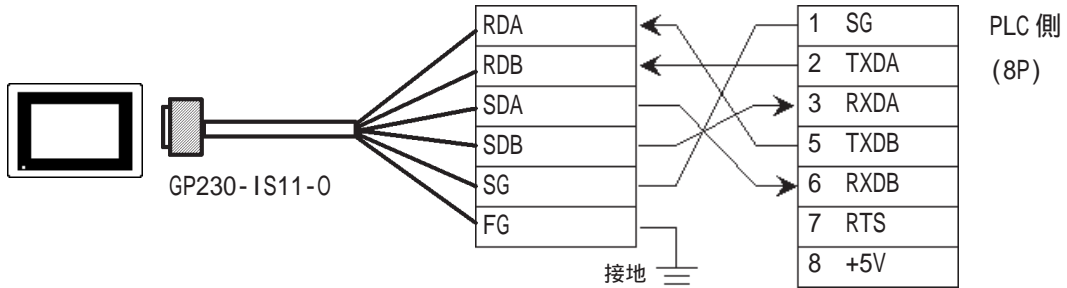 RDA
RDB
SDA
SDB
SG
FG
GP230-IS11-O
接地
1 SG
2 TXDA
3 RXDA
5 TXDB
6 RXDB
7 RTS
8 +5V
PLC 側
(8P)